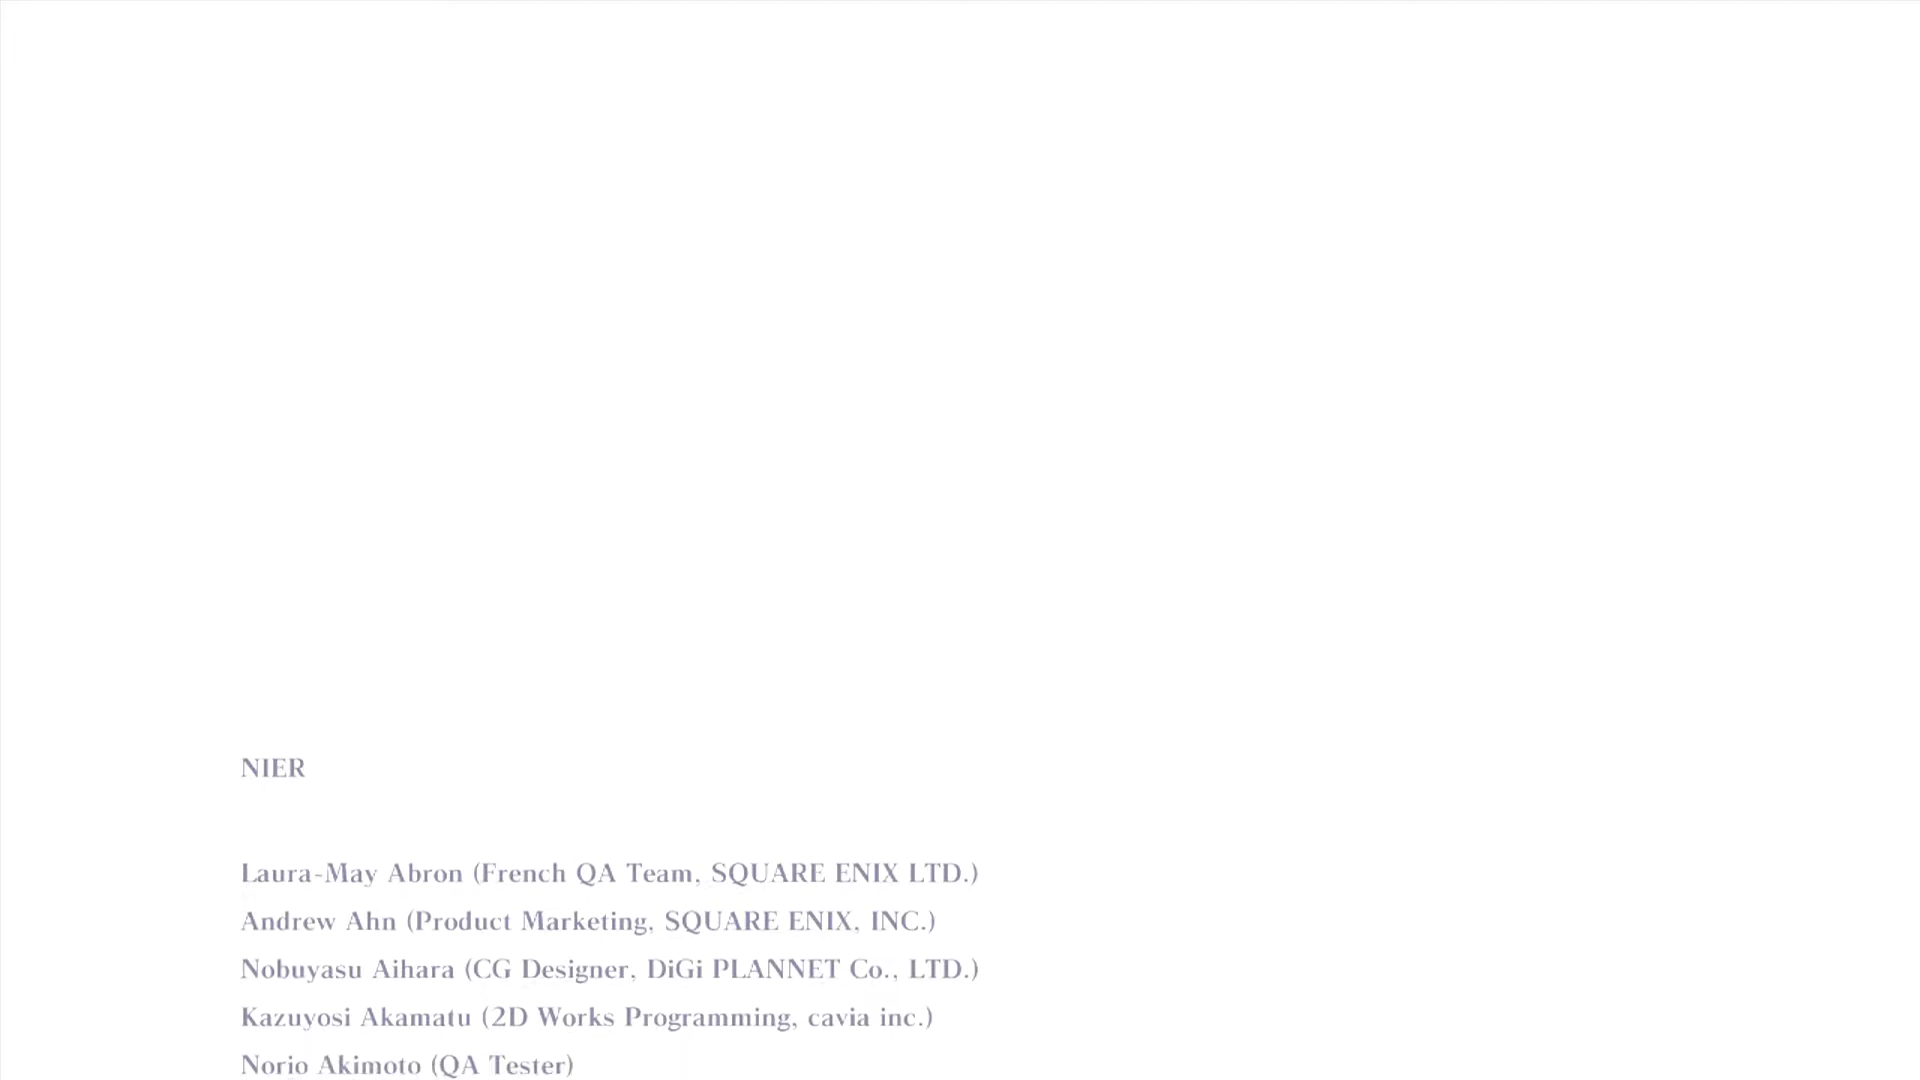 NIER
Laura-May Abron (French QA Team, SQUARE ENIX LTD.)
Andrew Ahn (Product Marketing, SQUARE ENIX, INC.)
Nobuyasu Aihara (CG Designer, DiGi PLANNET Co., LTD.)
Kazuyosi Akamatu (2D Works Programming, cavia inc.)
Norio Akimoto (QA Tester)